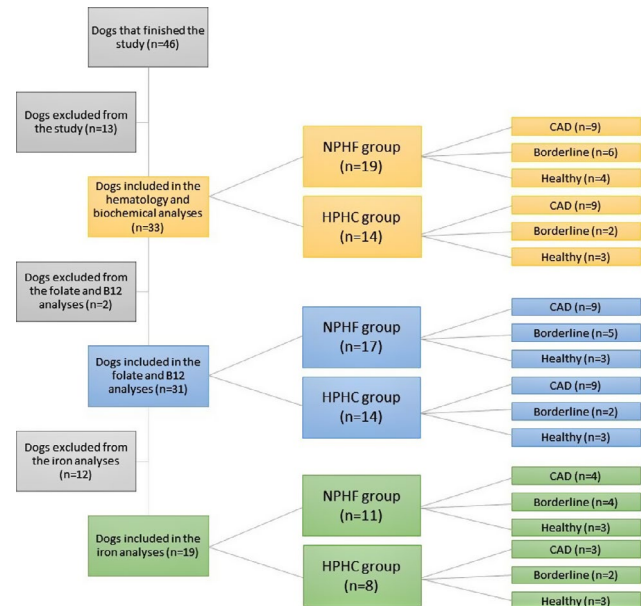 Dogs that finished the
study (n=46)
Dogs excluded from
the study (n=13)
Dogs included in the
hematology and
biochemical analyses
(n=33)
NPHF group
(n=19)
CAD (n=9)
Borderline (n=6)
Healthy (n=4)
HPHC group
(n=14)
CAD (n=9)
Borderline (n=2)
Healthy (n=3)
Dogs excluded from
the folate and B12
analyses (n=2)
Dogs included in the
folate and B12
analyses (n=31)
NPHF group
(n=17)
CAD (n=9)
Borderline (n=5)
Healthy (n=3)
HPHC group
(n=14)
CAD (n=9)
Borderline (n=2)
Healthy (n=3)
Dogs excluded from
the iron analyses
(n=12)
Dogs included in the
iron analyses (n=19)
NPHF group
(n=11)
CAD (n=4)
Borderline (n=4)
Healthy (n=3)
HPHC group
(n=8)
CAD (n=3)
Borderline (n=2)
Healthy (n=3)